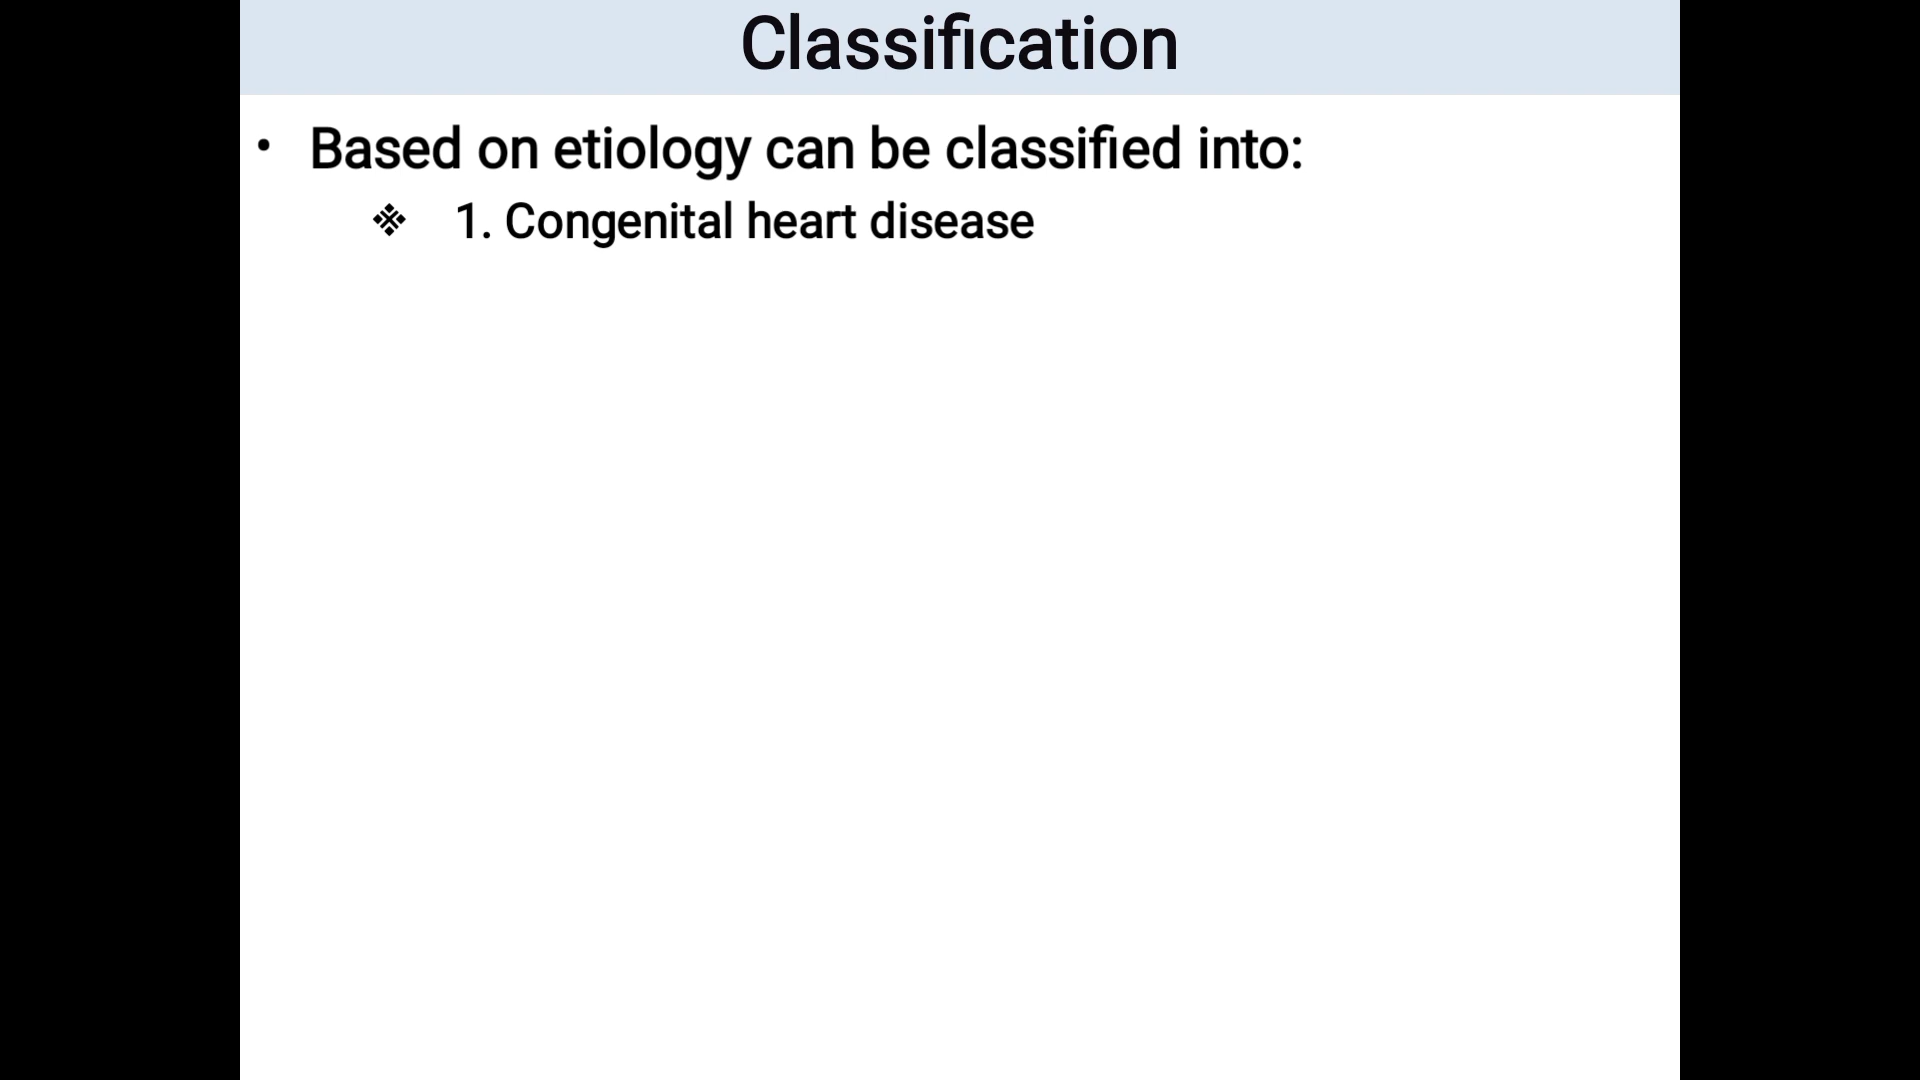 Classification
• Based on etiology can be classified into:
❖ 1. Congenital heart disease